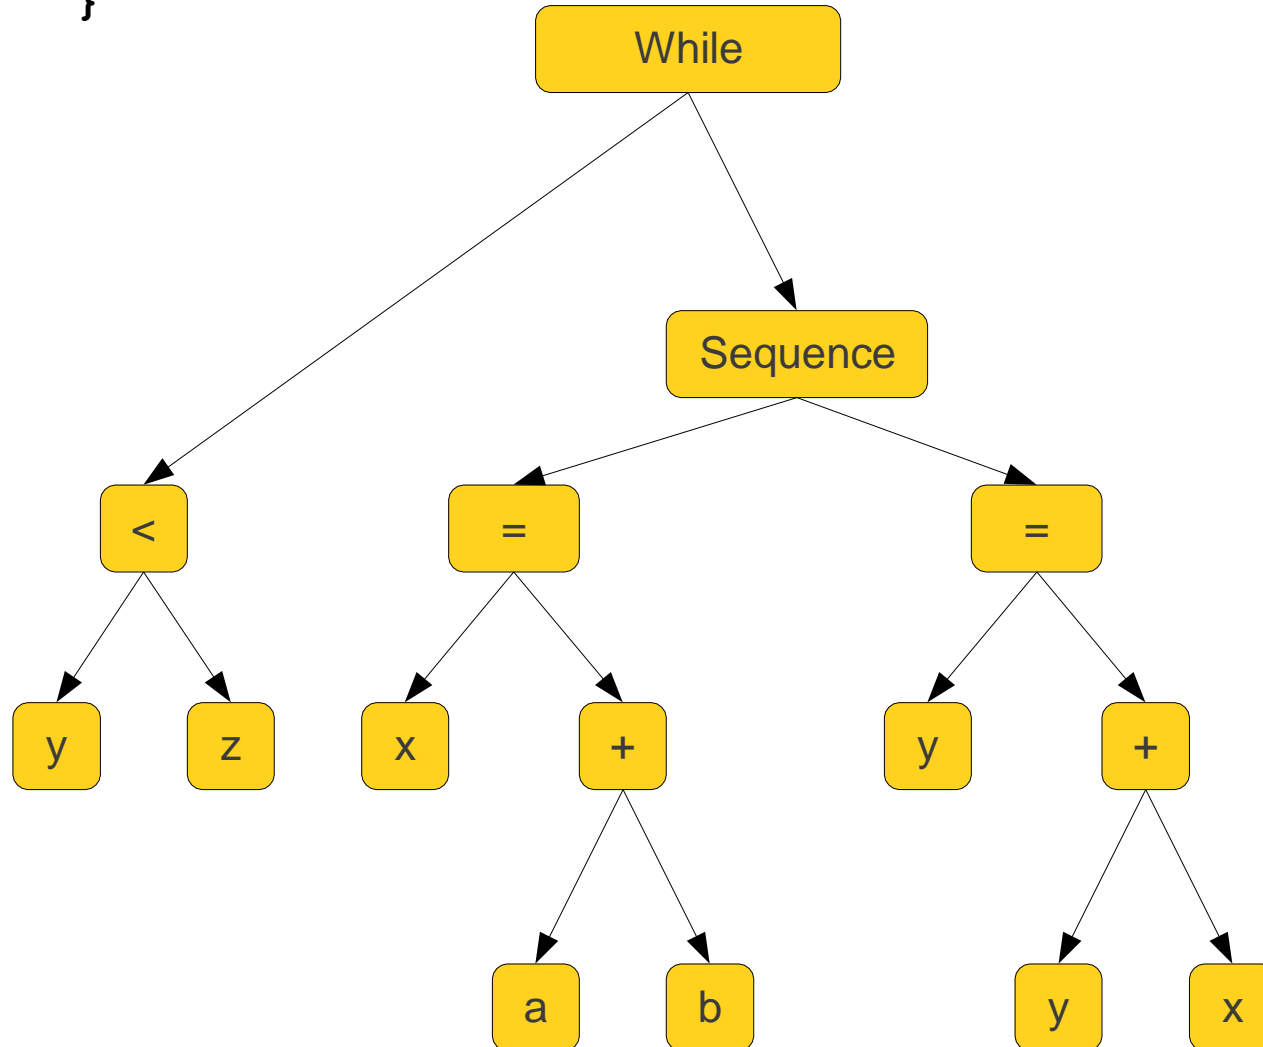 }
While
Sequence
< = =
y z x + y +
a b y x